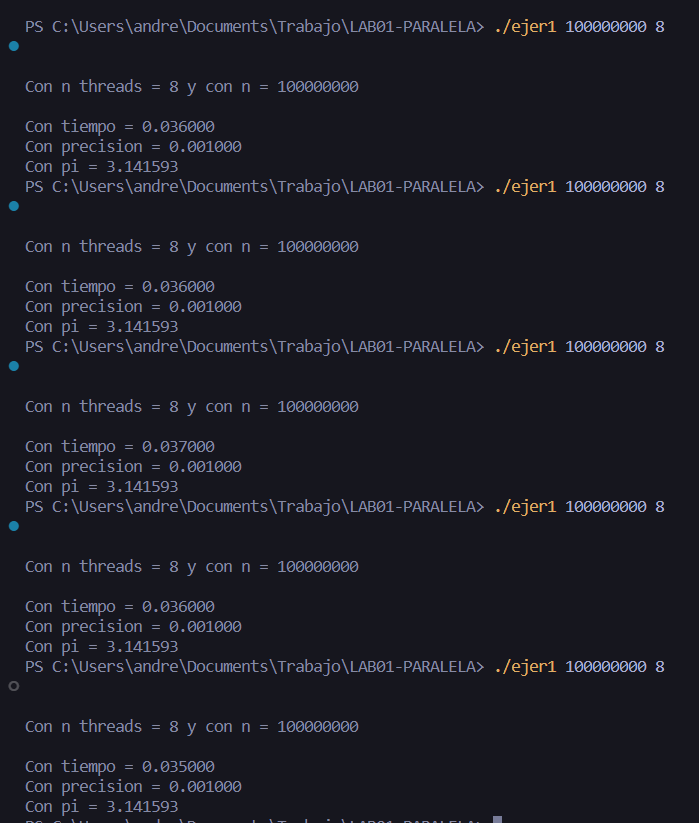 PS C:\Users\andre\Documents\Trabajo\LAB01-PARALELA> ./ejer1 100000000 8
Con n threads = 8 y con n = 100000000
Con tiempo = 0.036000
Con precision = 0.001000
Con pi = 3.141593
PS C:\Users\andre\Documents\Trabajo\LAB01-PARALELA> ./ejer1 100000000 8
Con n threads = 8 y con n = 100000000
Con tiempo = 0.036000
Con precision = 0.001000
Con pi = 3.141593
PS C:\Users\andre\Documents\Trabajo\LAB01-PARALELA> ./ejer1 100000000 8
Con n threads = 8 y con n = 100000000
Con tiempo = 0.037000
Con precision = 0.001000
Con pi = 3.141593
PS C:\Users\andre\Documents\Trabajo\LAB01-PARALELA> ./ejer1 100000000 8
Con n threads = 8 y con n = 100000000
Con tiempo = 0.036000
Con precision = 0.001000
Con pi = 3.141593
PS C:\Users\andre\Documents\Trabajo\LAB01-PARALELA> ./ejer1 100000000 8
Con n threads = 8 y con n = 100000000
Con tiempo = 0.035000
Con precision = 0.001000
Con pi = 3.141593